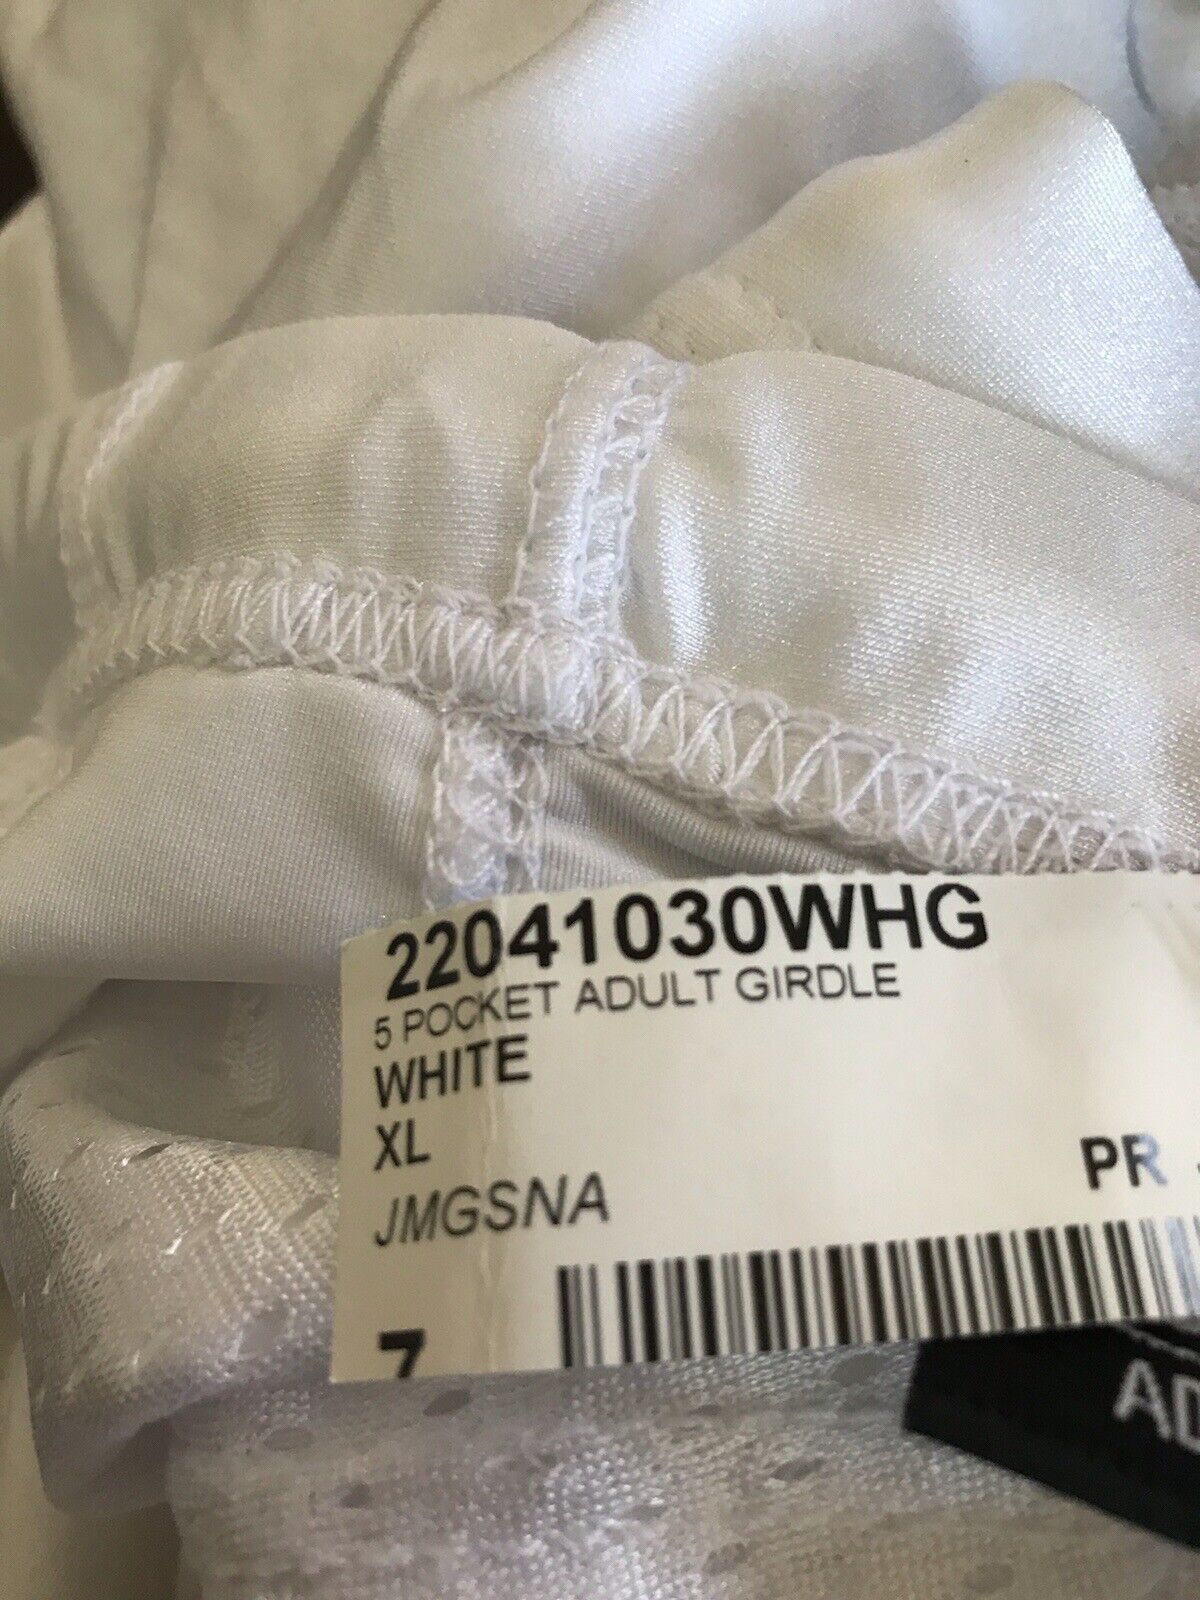 22041030WHG
5 POCKET ADULT GIRDLE
WHITE
XL
PR
JMGSNA